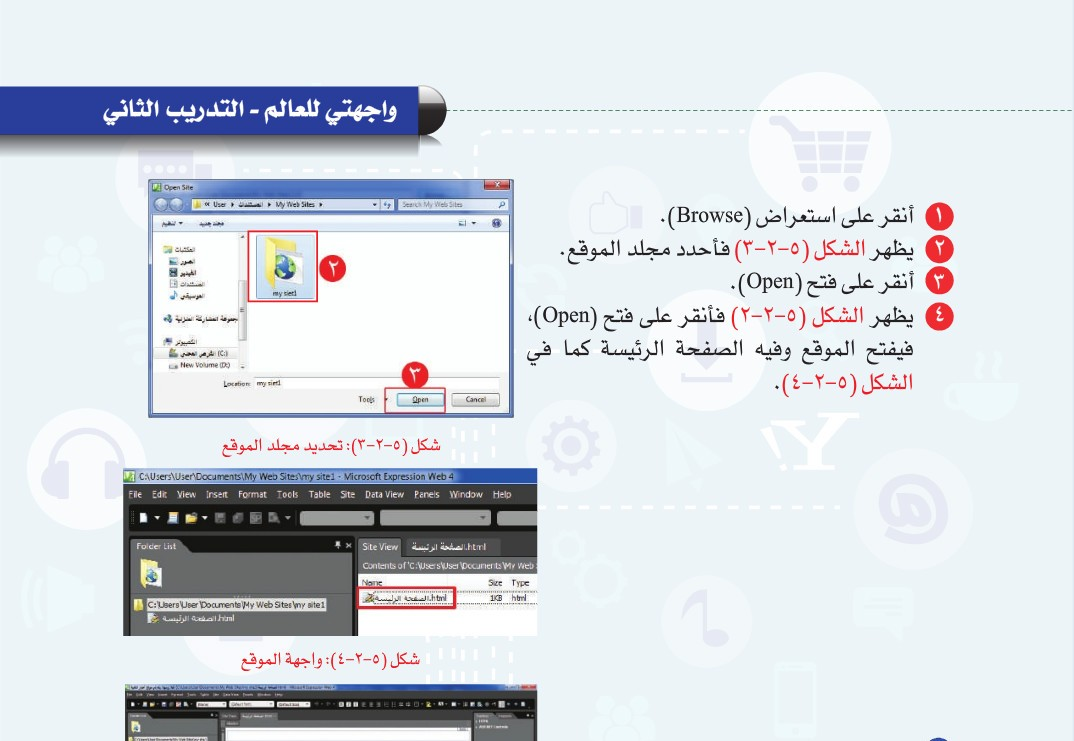 واجهتي للعالم - التدريب الثاني
١ أنقر على استعراض (Browse).
٢ يظهر الشكل (٥-٢-٣) فأحدد مجلد الموقع.
٣ أنقر على فتح (Open).
٤ يظهر الشكل (٥-٢-٢) فأنقر على فتح (Open)،
فيفتح الموقع وفيه الصفحة الرئيسة كما في
الشكل (٥-٢-٤).
Open Site
« User ▸ المستندات ▸ My Web Sites ▸
Search My Web Sites
تنظيم ▾ مجلد جديد
المكتبات
الصور
الفيديو
المستندات
الموسيقى
مجموعة المشاركة المنزلية
الكمبيوتر
القرص المحلي (C:)
New Volume (D:)
my siet1
٢
Location: my siet1
٣
Tools Open Cancel
شكل (٥-٢-٣): تحديد مجلد الموقع
C:\Users\User\Documents\My Web Sites\my site1 - Microsoft Expression Web 4
File Edit View Insert Format Tools Table Site Data View Panels Window Help
Folder List
C:\Users\User\Documents\My Web Sites\my site1
الصفحة الرئيسة.html
Site View الصفحة الرئيسة.html
Contents of 'C:\Users\User\Documents\My Web
Name Size Type
الصفحة الرئيسة.html 1KB html
شكل (٥-٢-٤): واجهة الموقع